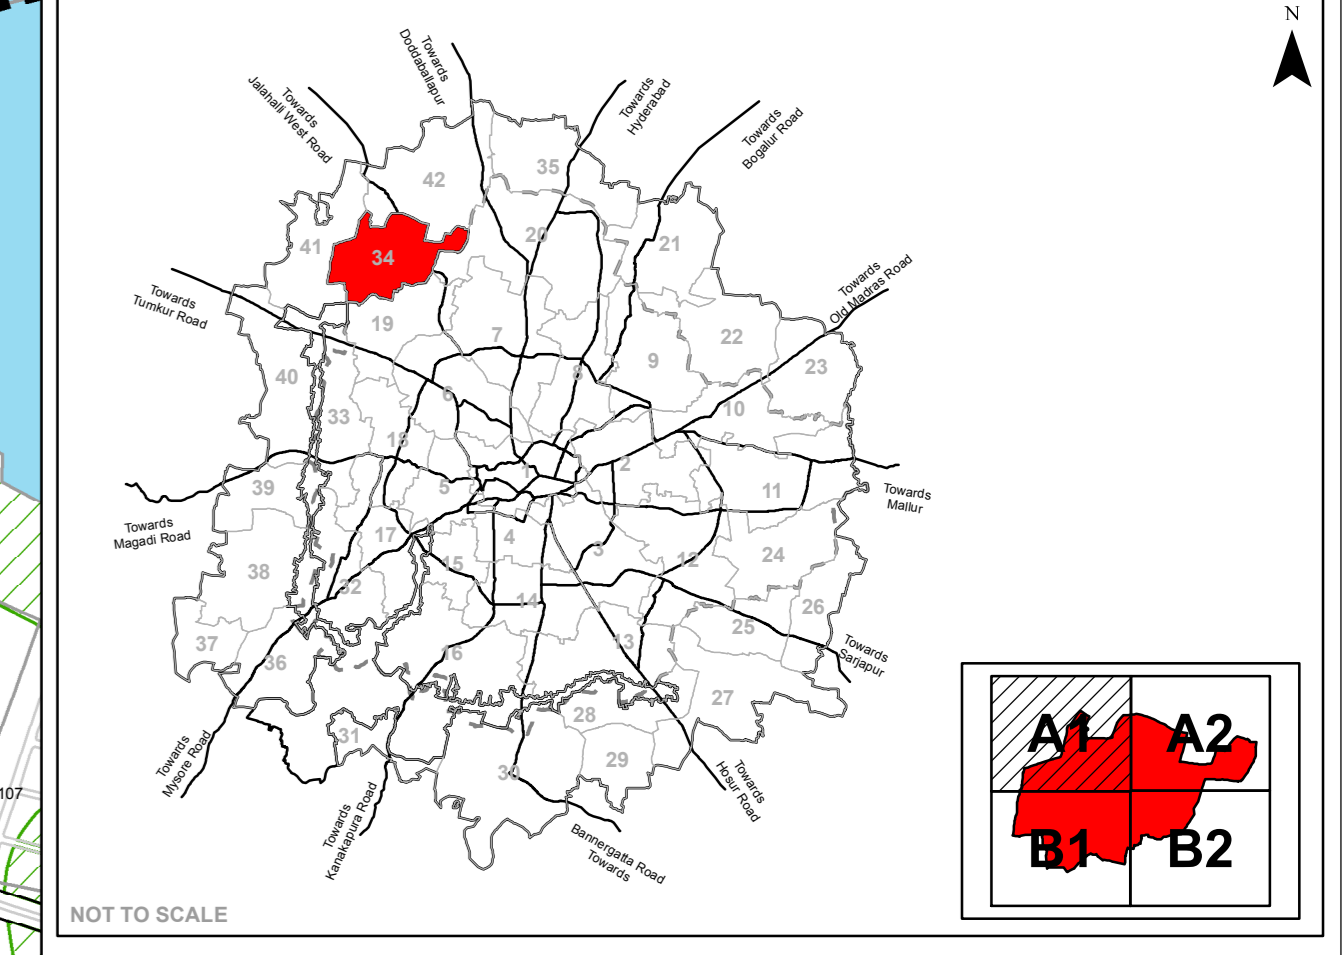 N
Towards
Doddaballapur
Towards
Jalahalli West Road
Towards
Hyderabad
Towards
Bogalur Road
42
35
41
34
20
21
Towards
Old Madras Road
Towards
Tumkur Road
19
7
22
23
40
33
6
8
9
10
18
39
5
1
2
11
Towards
Mallur
Towards
Magadi Road
17
4
3
12
24
38
32
15
14
26
37
36
16
13
25
Towards
Sarjapur
27
31
28
29
30
Towards
Mysore Road
Towards
Kanakapura Road
Bannergatta Road
Towards
Towards
Hosur Road
107
A1
A2
B1
B2
NOT TO SCALE